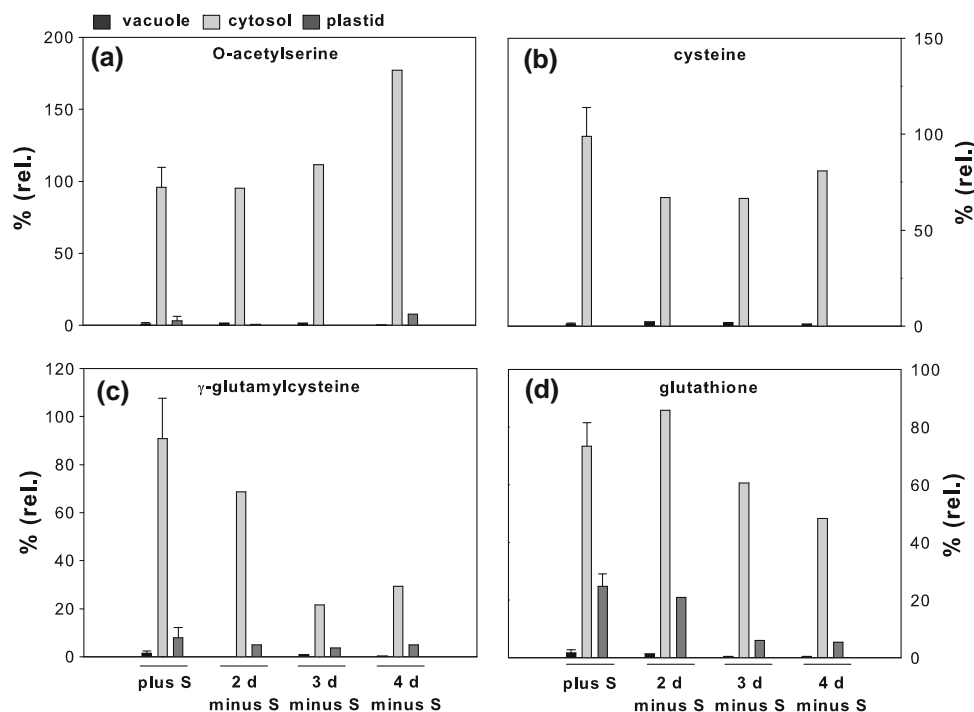 vacuole cytosol plastid
(a) O-acetylserine
200
150
100
50
0
% (rel.)
(b) cysteine
150
100
50
0
% (rel.)
(c) γ-glutamylcysteine
120
100
80
60
40
20
0
% (rel.)
plus S 2 d minus S 3 d minus S 4 d minus S
(d) glutathione
100
80
60
40
20
0
% (rel.)
plus S 2 d minus S 3 d minus S 4 d minus S